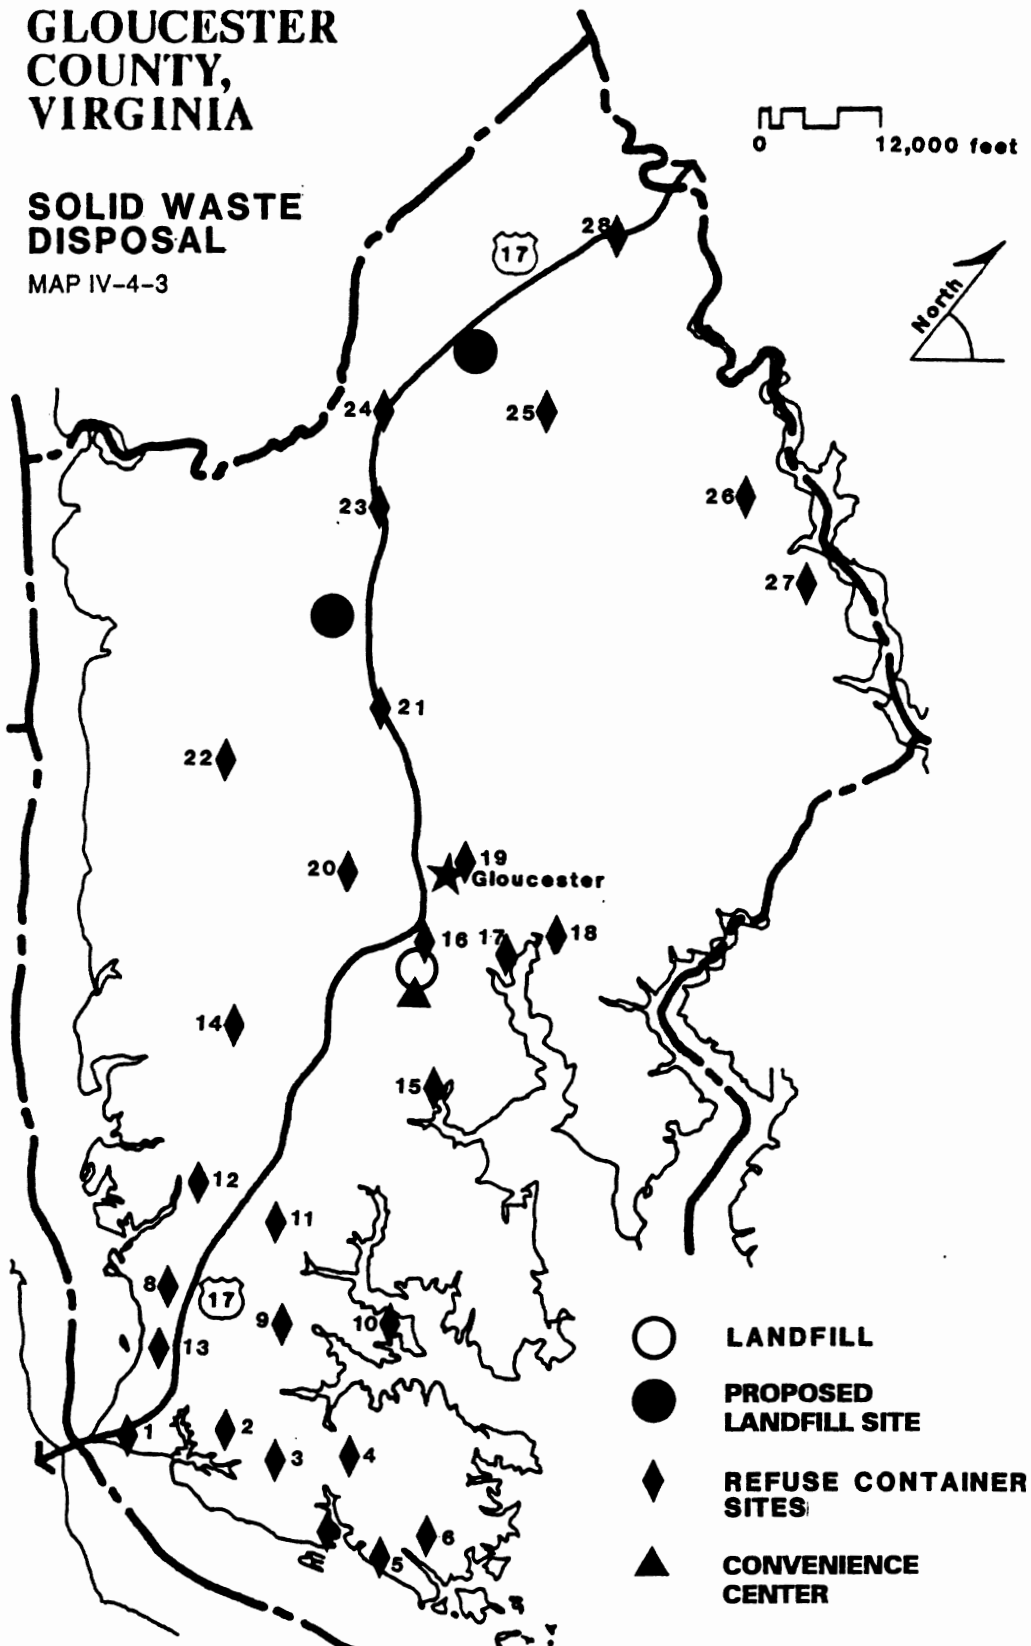 GLOUCESTER
COUNTY,
VIRGINIA
SOLID WASTE
DISPOSAL
MAP IV-4-3
0 12,000 feet
North
28
17
24
25
23
26
27
21
22
20
19
Gloucester
16
17
18
14
15
12
11
8
17
9
10
13
1
2
3
4
6
5
LANDFILL
PROPOSED
LANDFILL SITE
REFUSE CONTAINER
SITES
CONVENIENCE
CENTER